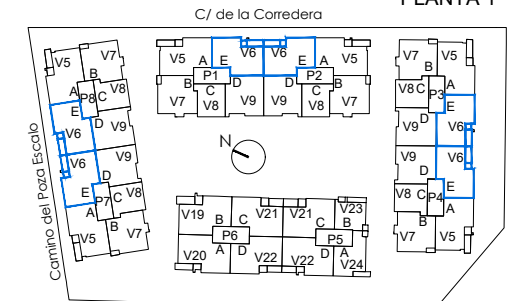 PLANTA 1
C/ de la Corredera
V5 V7 V5 A E V6 V6 E A V5 V7 V5
B P1 P2 B B
P8 A C V8 B C D D C B V8 C P3 A
E V7 V8 V9 V9 V8 V7 D E
V6 D V9 V9 V6
N
V6 V9 V9 V6
D D
E P7 C V8 V8 C P4 E
A B V19 B C V21 V21 C B V23 B A
V5 V7 P6 P5 V7 V5
V20 A D V22 V22 D A V24
Camino del Poza Escalo